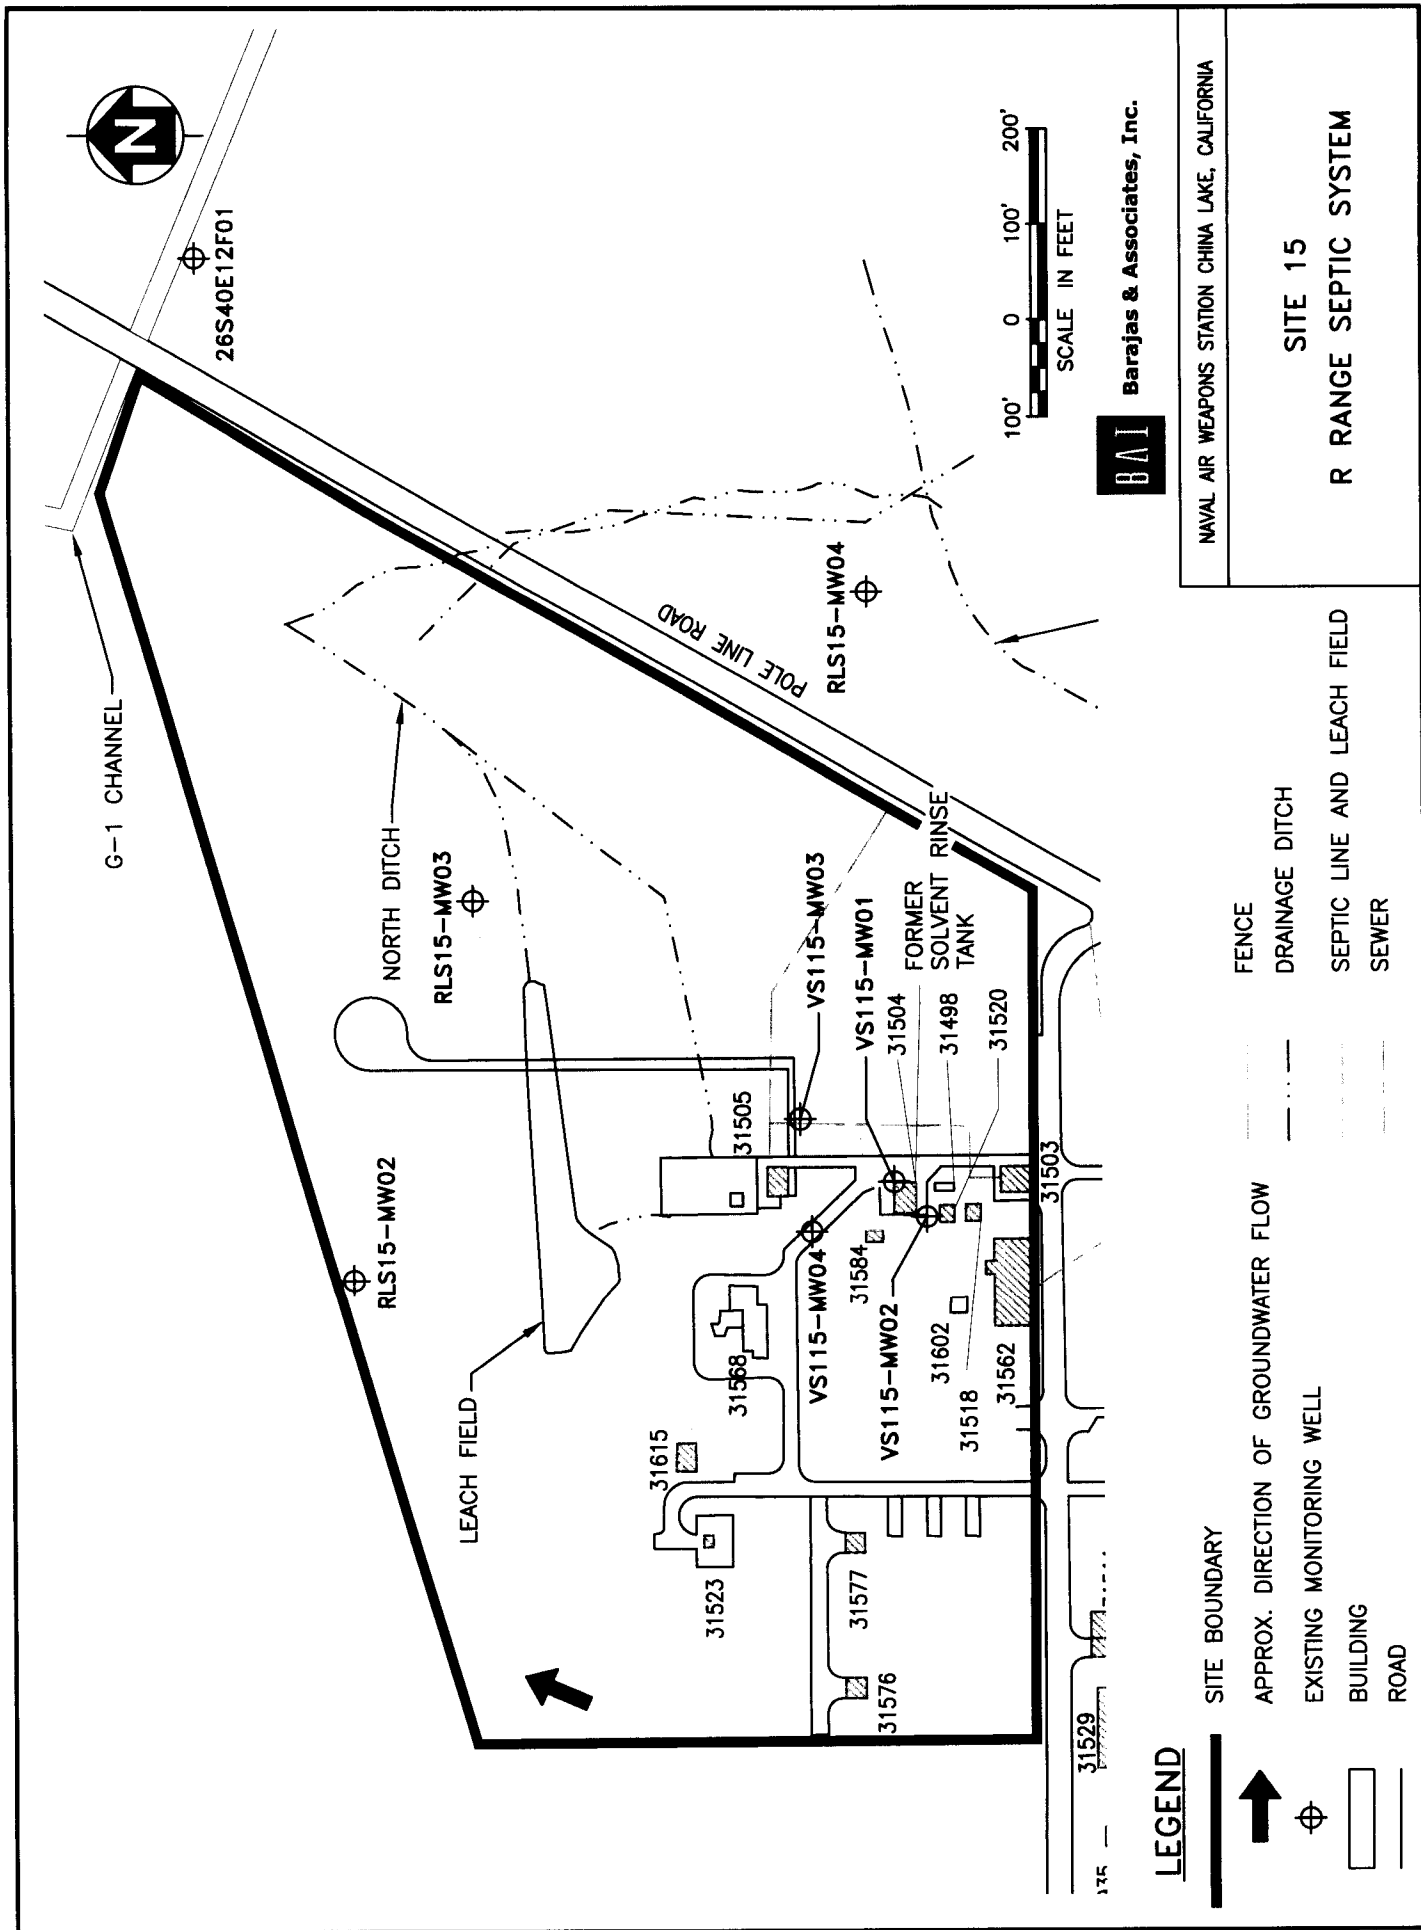 N
26S40E12F01
G-1 CHANNEL
NORTH DITCH
RLS15-MW03
RLS15-MW02
LEACH FIELD
POLE LINE ROAD
RLS15-MW04
VS115-MW03
VS115-MW01
FORMER
SOLVENT RINSE
TANK
31504
31498
31520
31505
31503
VS115-MW04
31584
VS115-MW02
31602
31518
31562
31568
31615
31523
31577
31576
31529
100' 0 100' 200'
SCALE IN FEET
BAI
Barajas & Associates, Inc.
NAVAL AIR WEAPONS STATION CHINA LAKE, CALIFORNIA
SITE 15
R RANGE SEPTIC SYSTEM
LEGEND
SITE BOUNDARY
APPROX. DIRECTION OF GROUNDWATER FLOW
EXISTING MONITORING WELL
BUILDING
ROAD
FENCE
DRAINAGE DITCH
SEPTIC LINE AND LEACH FIELD
SEWER